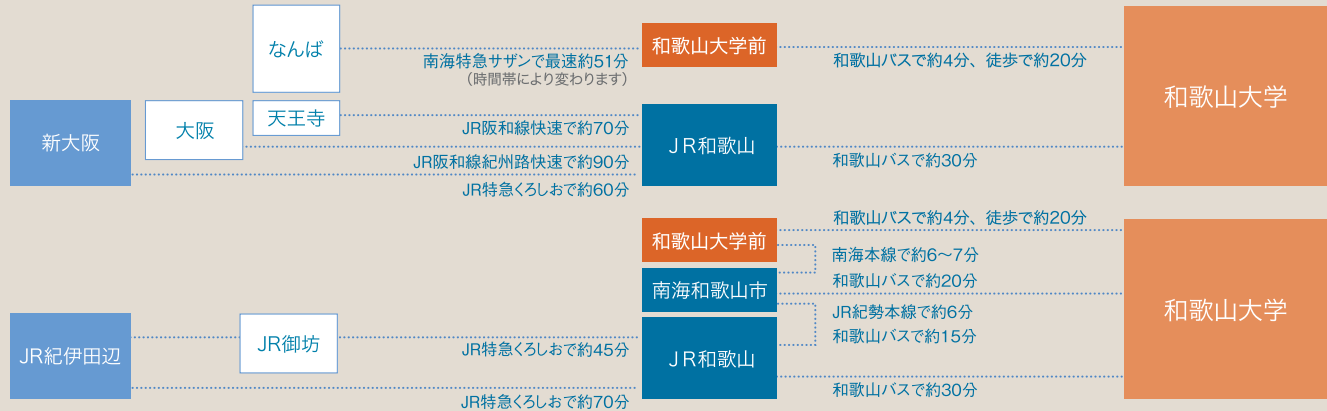 なんば
南海特急サザンで最速約51分
（時間帯により変わります）
和歌山大学前
和歌山バスで約4分、徒歩で約20分
和歌山大学
新大阪
大阪
天王寺
JR阪和線快速で約70分
JR和歌山
JR阪和線紀州路快速で約90分
和歌山バスで約30分
JR特急くろしおで約60分
和歌山大学前
和歌山バスで約4分、徒歩で約20分
南海本線で約6〜7分
南海和歌山市
和歌山バスで約20分
和歌山大学
JR紀勢本線で約6分
和歌山バスで約15分
JR紀伊田辺
JR御坊
JR特急くろしおで約45分
JR和歌山
和歌山バスで約30分
JR特急くろしおで約70分